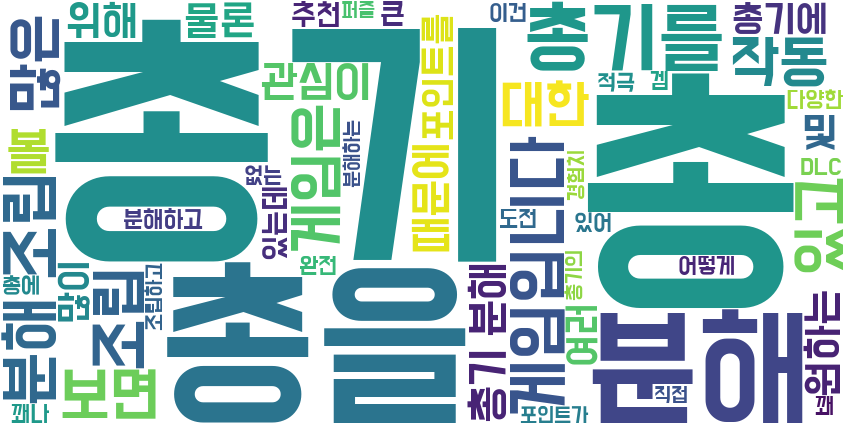 많은
위해
물론
총기
추천
퍼즐
큰
이건
총기를
총기에
작동
관심이
적극
겜
다양한
대한
볼
게임은
분해하는
때문에
포인트를
경험치
총
및
DLC
조립
분해하고
없는
있는데
게임입니다
도전
있어
있
고
어떻게
총에
많이
조립
조립하고
완전
총을
총기
분해
총기의
여러
원하는
분해
보면
꽤나
포인트가
분해
직접
꽤